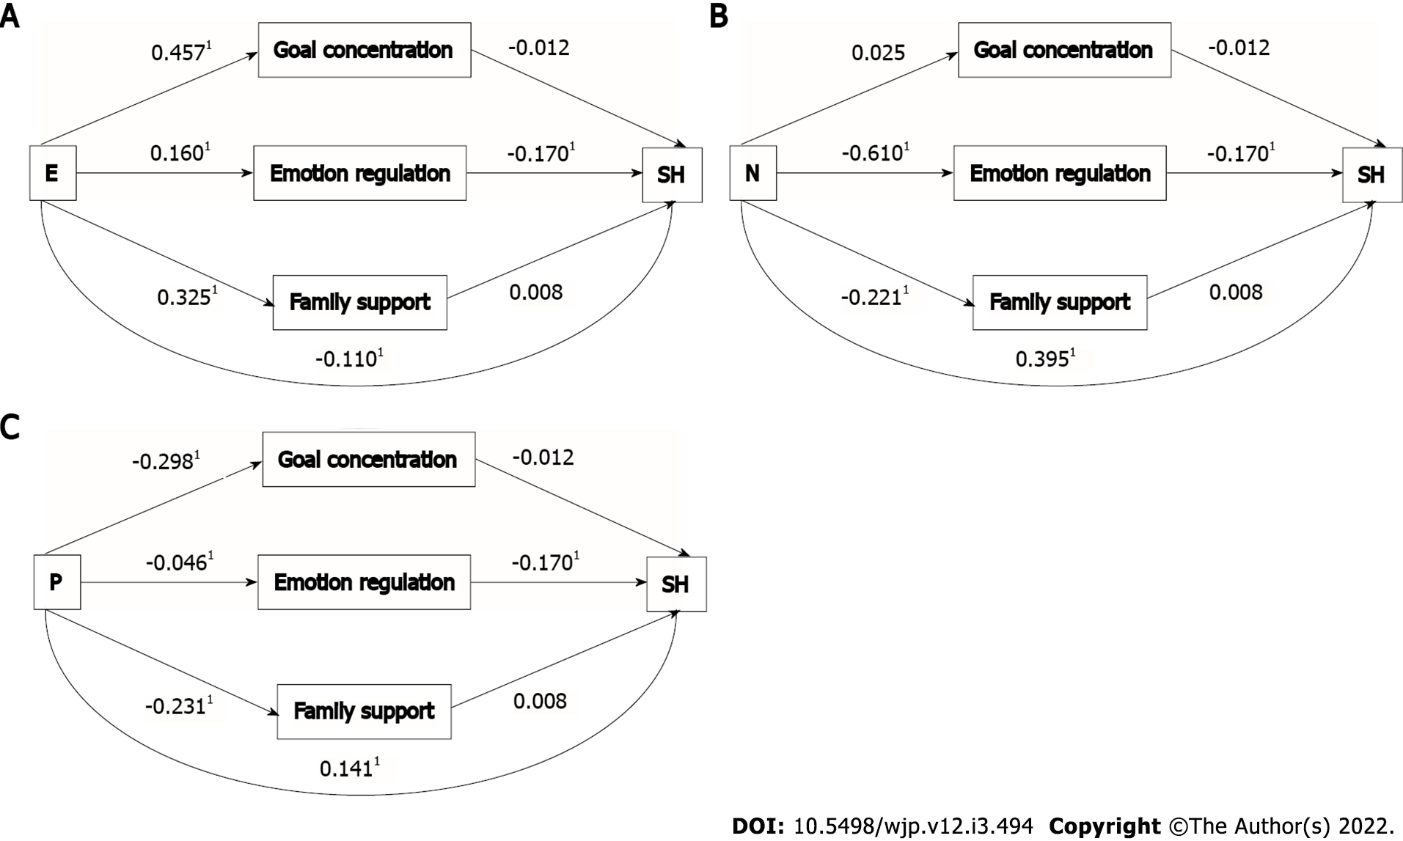 A
0.457¹
Goal concentration
-0.012
E
0.160¹
Emotion regulation
-0.170¹
SH
0.325¹
Family support
0.008
-0.110¹
B
0.025
Goal concentration
-0.012
N
-0.610¹
Emotion regulation
-0.170¹
SH
-0.221¹
Family support
0.008
0.395¹
C
-0.298¹
Goal concentration
-0.012
P
-0.046¹
Emotion regulation
-0.170¹
SH
-0.231¹
Family support
0.008
0.141¹
DOI: 10.5498/wjp.v12.i3.494 Copyright ©The Author(s) 2022.